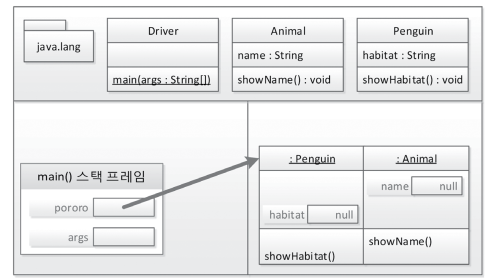 java.lang
Driver
main(args : String[])
Animal
name : String
showName() : void
Penguin
habitat : String
showHabitat() : void
main() 스택 프레임
pororo
args
: Penguin
habitat null
showHabitat()
: Animal
name null
showName()